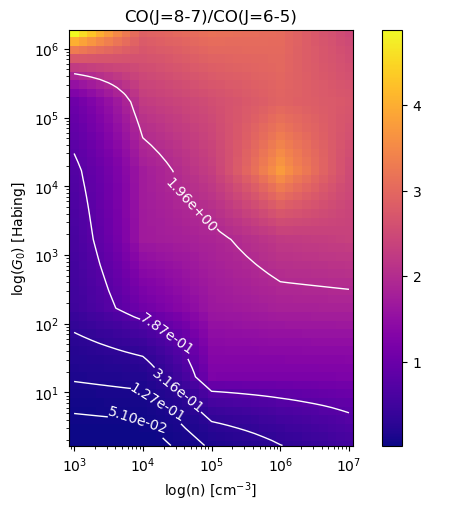 CO(J=8-7)/CO(J=6-5)
10^6
10^5
10^4
10^3
10^2
10^1
log(G_0) [Habing]
1.96e+00
7.87e-01
3.16e-01
1.27e-01
5.10e-02
10^3
10^4
10^5
10^6
10^7
log(n) [cm^{-3}]
4
3
2
1